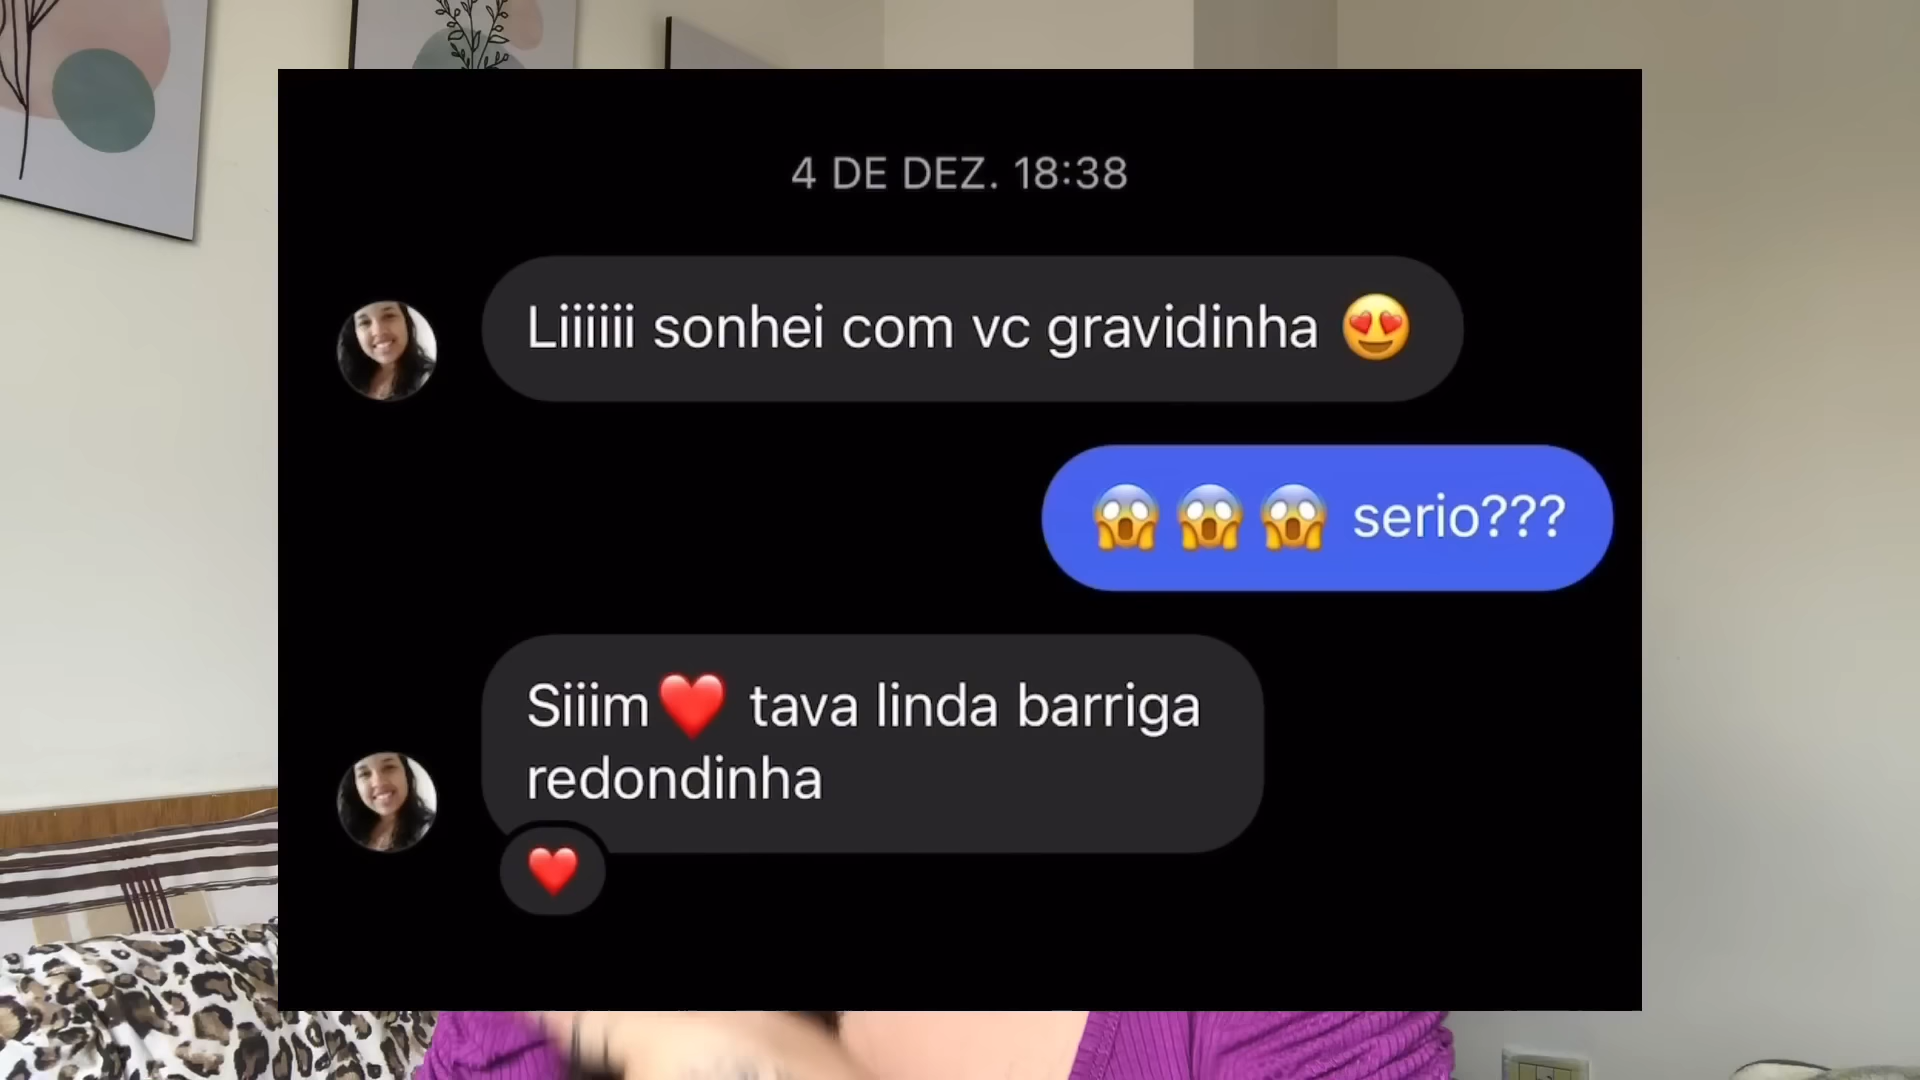 4 DE DEZ. 18:38
Liiiiii sonhei com vc gravidinha 😍
😱😱😱 serio???
Siiim❤️ tava linda barriga
redondinha
❤️